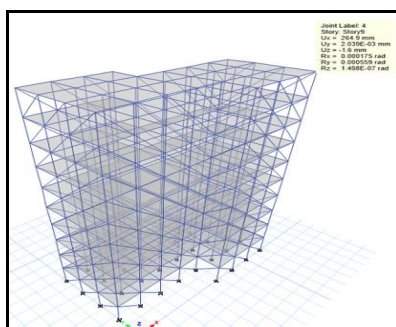 Joint Label: 4
Story: Story9
Ux = 264.9 mm
Uy = 2.039E-03 mm
Uz = -1.6 mm
Rx = 0.000175 rad
Ry = 0.000559 rad
Rz = 1.498E-07 rad